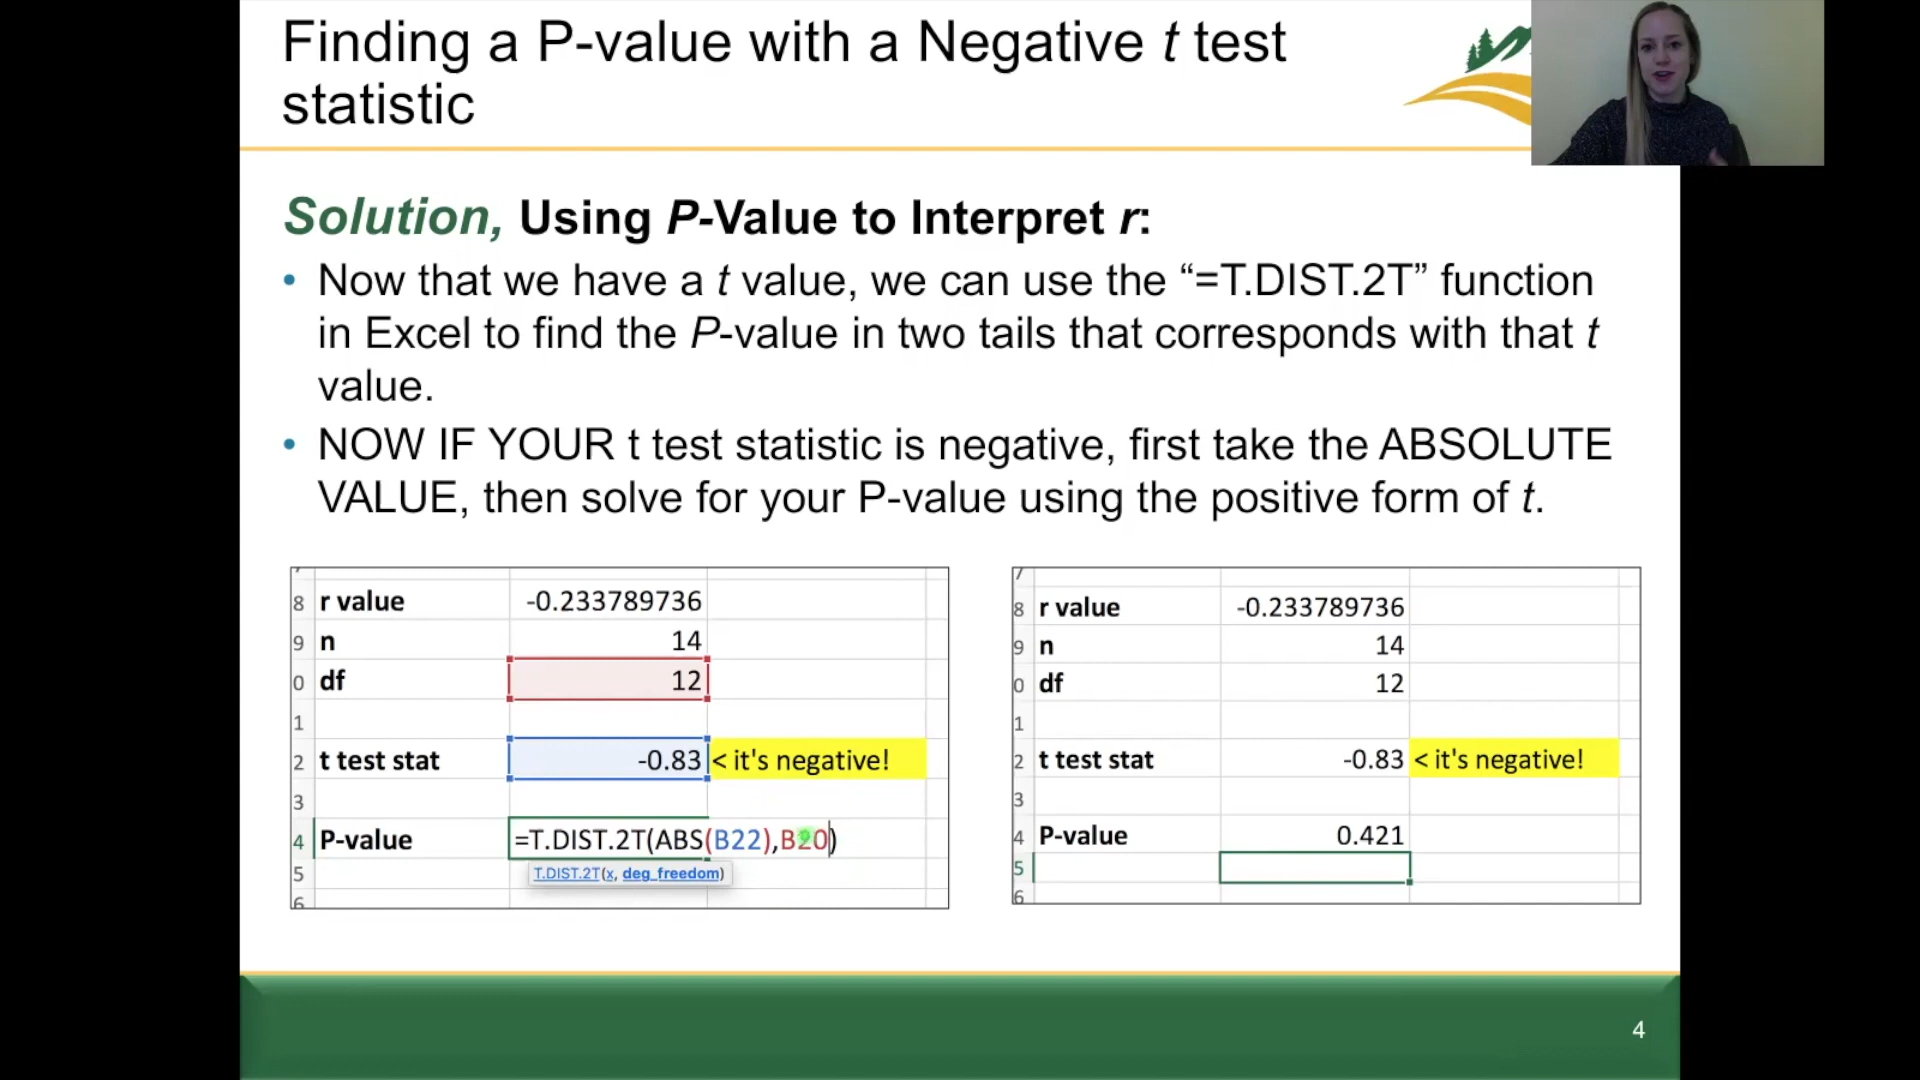 Finding a P-value with a Negative t test
statistic
Solution, Using P-Value to Interpret r:
• Now that we have a t value, we can use the “=T.DIST.2T” function
in Excel to find the P-value in two tails that corresponds with that t
value.
• NOW IF YOUR t test statistic is negative, first take the ABSOLUTE
VALUE, then solve for your P-value using the positive form of t.
8 r value -0.233789736
9 n 14
0 df 12
1
2 t test stat -0.83 < it's negative!
3
4 P-value =T.DIST.2T(ABS(B22),B20)
T.DIST.2T(x, deg_freedom)
5
6
7
8 r value -0.233789736
9 n 14
0 df 12
1
2 t test stat -0.83 < it's negative!
3
4 P-value 0.421
5
6
4